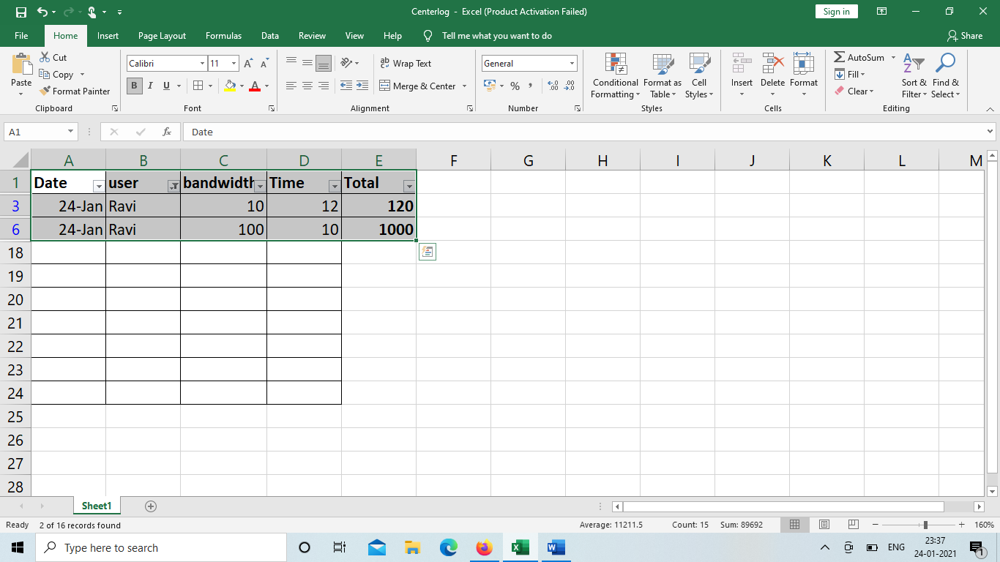 Centerlog - Excel (Product Activation Failed) Sign in
File Home Insert Page Layout Formulas Data Review View Help Tell me what you want to do Share
Paste Cut Copy Format Painter
Clipboard
Calibri 11 A A
B I U A
Font
ab Wrap Text
Merge & Center
Alignment
General
% , .00 .0
Number
Conditional Formatting Format as Table Cell Styles
Styles
Insert Delete Format
Cells
AutoSum Fill Clear
Sort & Filter Find & Select
Editing
A1 fx Date
A B C D E F G H I J K L M
1 Date user bandwidth Time Total
3 24-Jan Ravi 10 12 120
6 24-Jan Ravi 100 10 1000
18
19
20
21
22
23
24
25
26
27
28
Sheet1
Ready 2 of 16 records found Average: 11211.5 Count: 15 Sum: 89692 160%
Type here to search ENG 23:37
24-01-2021 1